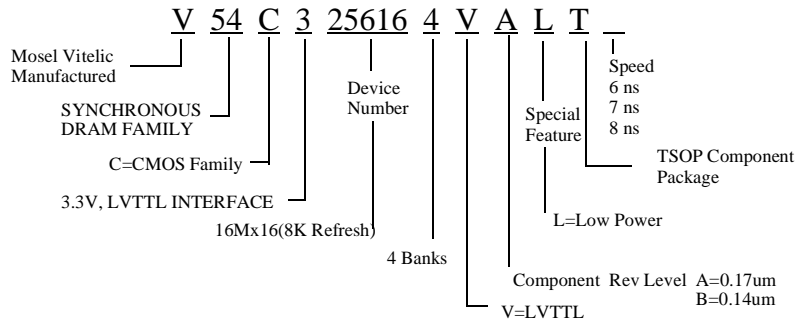 V 54 C 3 25616 4 V A L T
Mosel Vitelic
Manufactured
SYNCHRONOUS
DRAM FAMILY
C=CMOS Family
3.3V, LVTTL INTERFACE
Device
Number
16Mx16(8K Refresh)
4 Banks
Special
Feature
L=Low Power
Speed
6 ns
7 ns
8 ns
TSOP Component
Package
Component Rev Level A=0.17um
B=0.14um
V=LVTTL